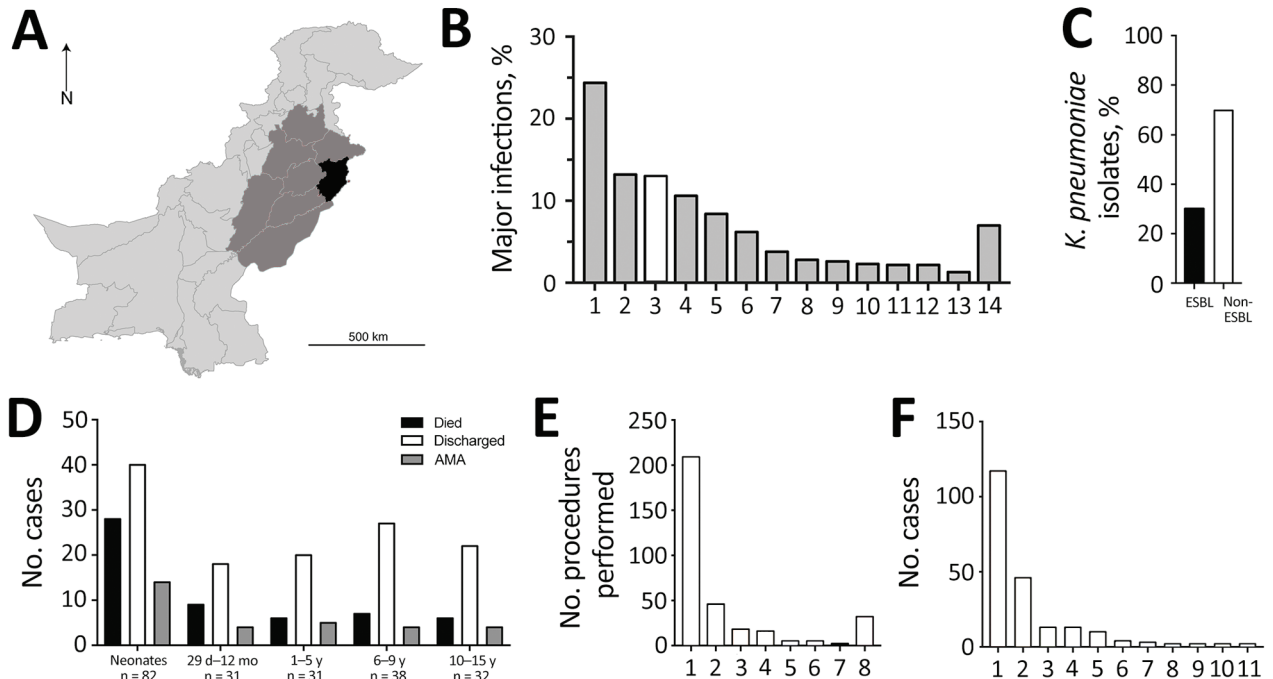 A
N
500 km
B
Major infections, %
30
20
10
0
1 2 3 4 5 6 7 8 9 10 11 12 13 14
C
K. pneumoniae
isolates, %
100
80
60
40
20
0
ESBL Non-
ESBL
D
No. cases
50
40
30
20
10
0
Died
Discharged
AMA
Neonates 29 d–12 mo 1–5 y 6–9 y 10–15 y
n = 82 n = 31 n = 31 n = 38 n = 32
E
No. procedures
performed
250
200
150
100
50
0
1 2 3 4 5 6 7 8
F
No. cases
150
100
50
0
1 2 3 4 5 6 7 8 9 10 11